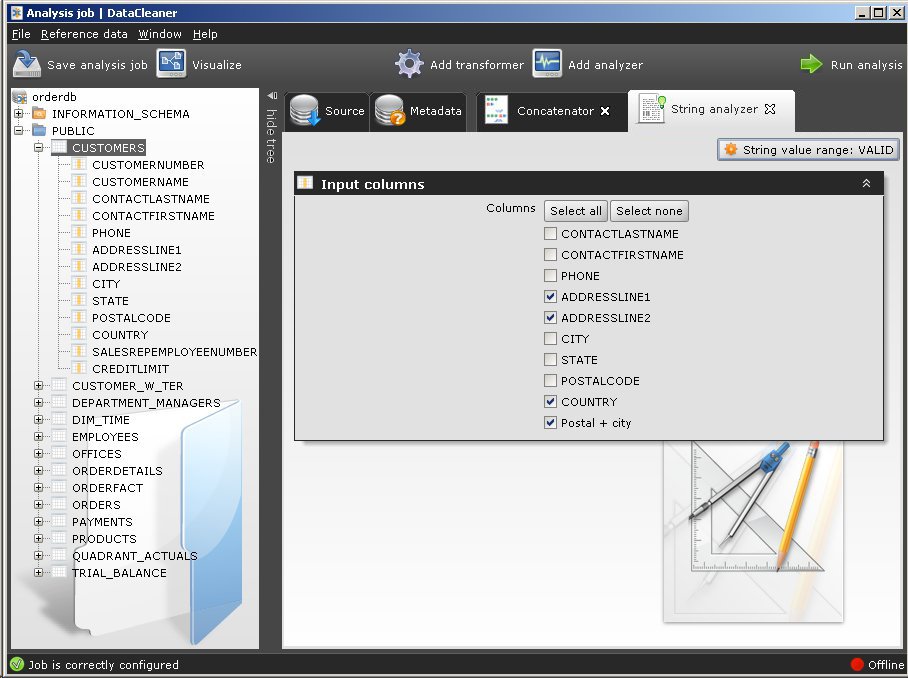 Analysis job | DataCleaner
File Reference data Window Help
Save analysis job Visualize Add transformer Add analyzer Run analysis
orderdb
INFORMATION_SCHEMA
PUBLIC
CUSTOMERS
CUSTOMERNUMBER
CUSTOMERNAME
CONTACTLASTNAME
CONTACTFIRSTNAME
PHONE
ADDRESSLINE1
ADDRESSLINE2
CITY
STATE
POSTALCODE
COUNTRY
SALESREPEMPLOYEENUMBER
CREDITLIMIT
CUSTOMER_W_TER
DEPARTMENT_MANAGERS
DIM_TIME
EMPLOYEES
OFFICES
ORDERDETAILS
ORDERFACT
ORDERS
PAYMENTS
PRODUCTS
QUADRANT_ACTUALS
TRIAL_BALANCE
hide tree
Source Metadata Concatenator String analyzer
String value range: VALID
Input columns
Columns Select all Select none
CONTACTLASTNAME
CONTACTFIRSTNAME
PHONE
ADDRESSLINE1
ADDRESSLINE2
CITY
STATE
POSTALCODE
COUNTRY
Postal + city
Job is correctly configured Offline